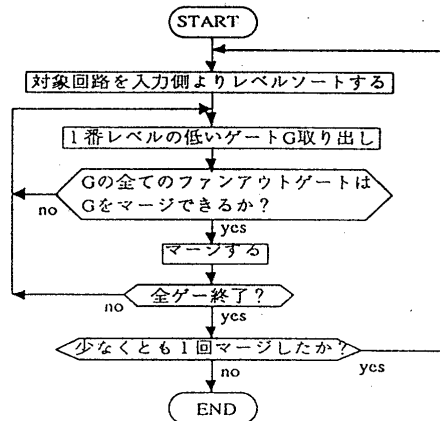 START
対象回路を入力側よりレベルソートする
1番レベルの低いゲートG取り出し
Gの全てのファンアウトゲートは
Gをマージできるか?
no
yes
マージする
全ゲー終了?
no
yes
少なくとも1回マージしたか?
no
yes
END